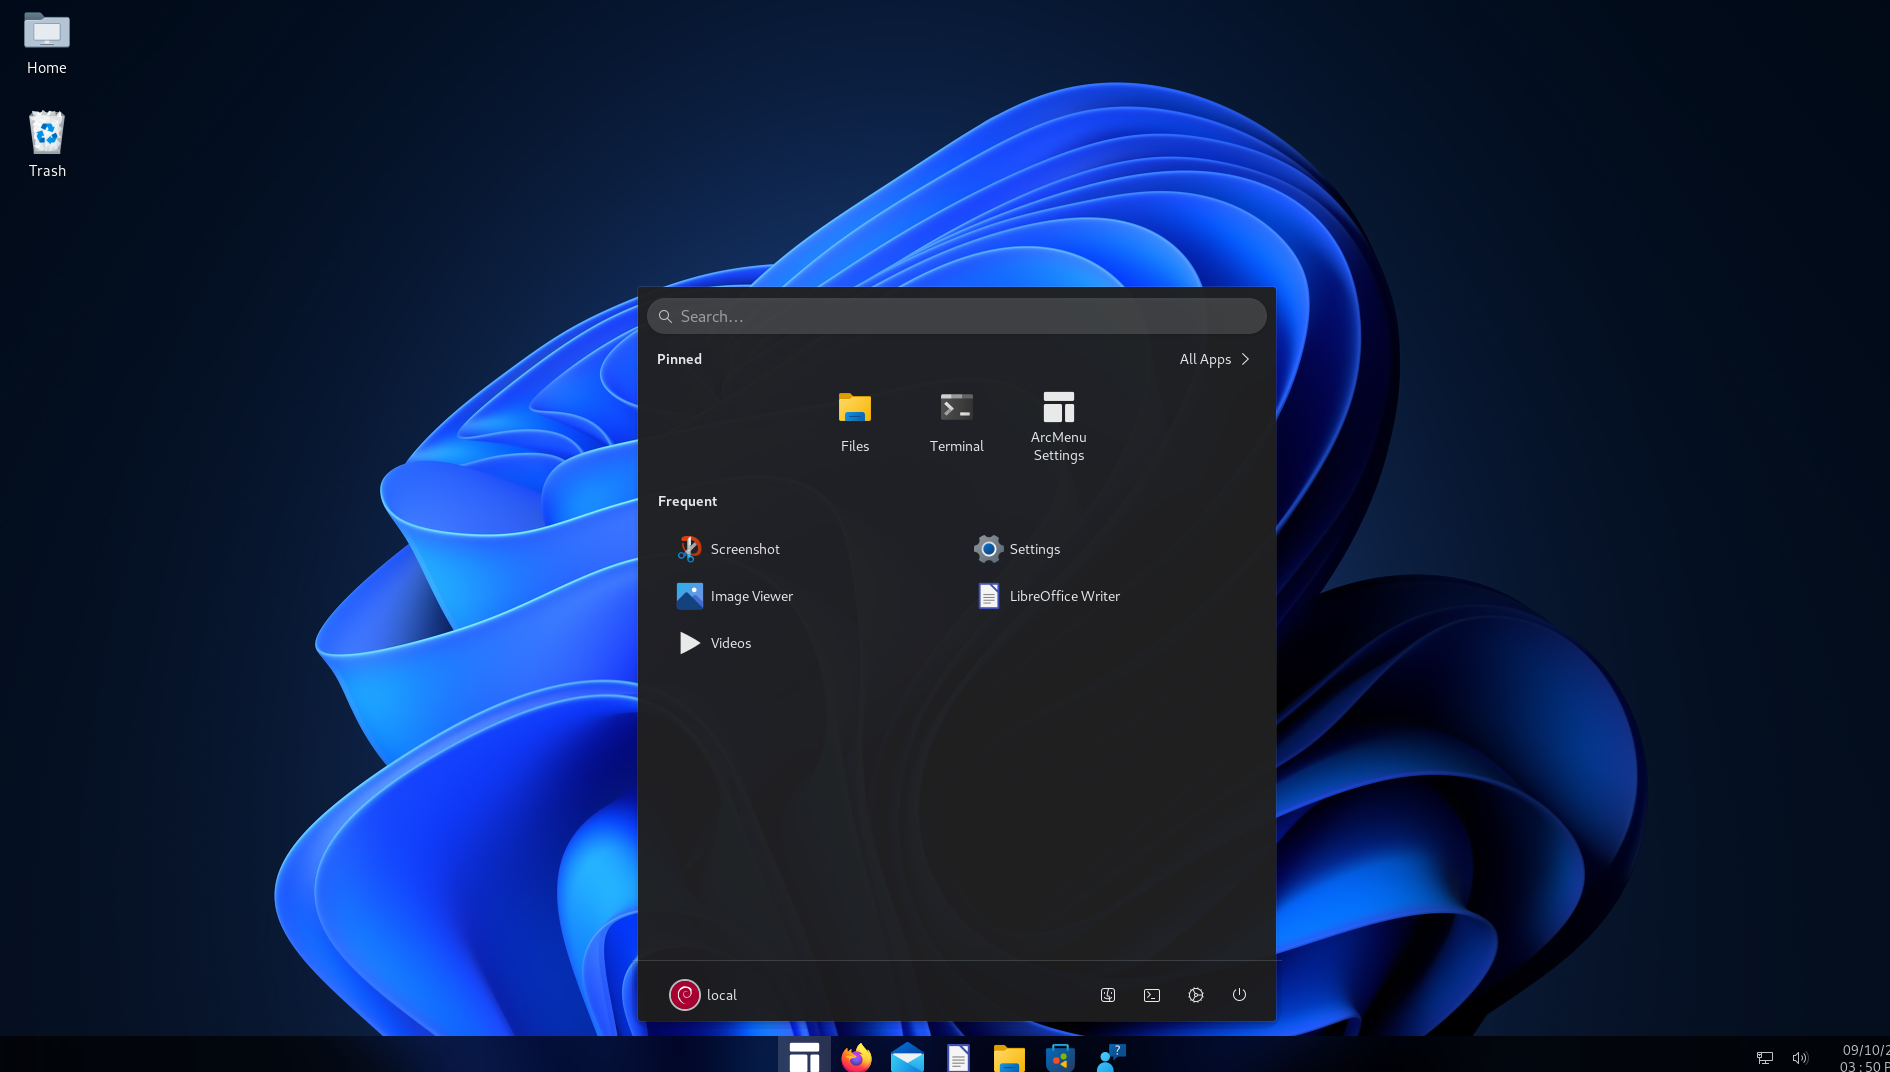 Home
Trash
Search…
Pinned
All Apps
Files
Terminal
ArcMenu
Settings
Frequent
Screenshot
Settings
Image Viewer
LibreOffice Writer
Videos
local
?
09/10/2
03 : 50